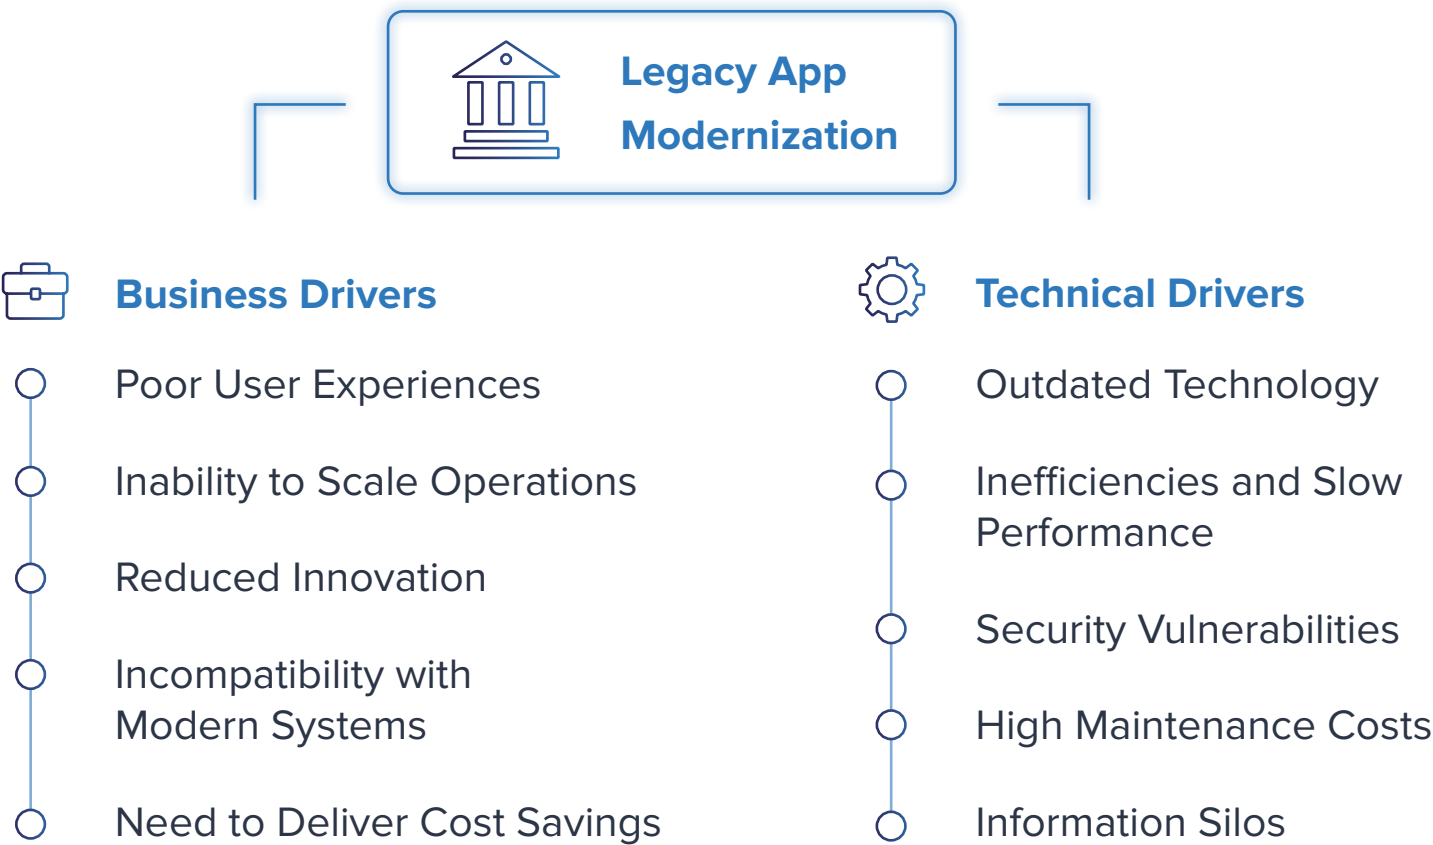 Legacy App
Modernization
Business Drivers
Poor User Experiences
Inability to Scale Operations
Reduced Innovation
Incompatibility with
Modern Systems
Need to Deliver Cost Savings
Technical Drivers
Outdated Technology
Inefficiencies and Slow
Performance
Security Vulnerabilities
High Maintenance Costs
Information Silos